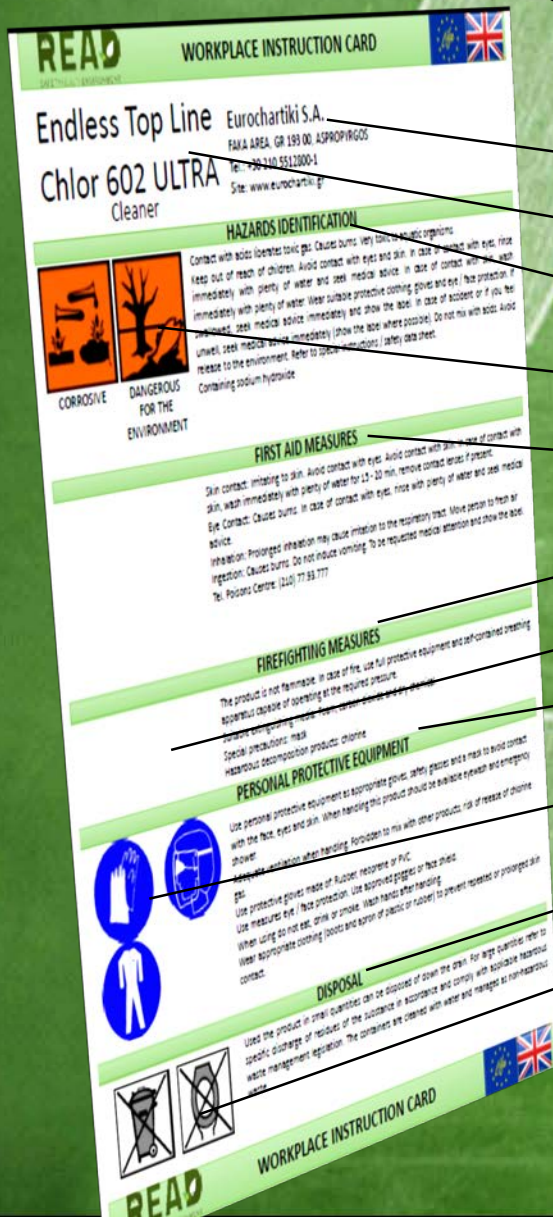 READ
WORKPLACE INSTRUCTION CARD
Endless Top Line
Chlor 602 ULTRA
Cleaner
Eurochartiki S.A.
FAKA AREA, GR 193 00, ASPROPYRGOS
Tel.: +30 210 5512800-1
Site: www.eurochartiki.gr
HAZARDS IDENTIFICATION
Contact with acids liberates toxic gas. Causes burns. Very toxic to aquatic organisms.
Keep out of reach of children. Avoid contact with eyes and skin. In case of contact with eyes, rinse
immediately with plenty of water and seek medical advice. In case of contact with skin, wash
immediately with plenty of water. Wear suitable protective clothing, gloves and eye / face protection. If
swallowed, seek medical advice immediately and show the label. In case of accident or if you feel
unwell, seek medical advice immediately (show the label where possible). Do not mix with acids. Avoid
release to the environment. Refer to special instructions / safety data sheet.
Containing sodium hydroxide
CORROSIVE
DANGEROUS
FOR THE
ENVIRONMENT
FIRST AID MEASURES
Skin contact: Irritating to skin. Avoid contact with eyes. Avoid contact with skin. In case of contact with
skin, wash immediately with plenty of water for 15 - 20 min, remove contact lenses if present.
Eye Contact: Causes burns. In case of contact with eyes, rinse with plenty of water and seek medical
advice.
Inhalation: Prolonged inhalation may cause irritation to the respiratory tract. Move person to fresh air
Ingestion: Causes burns. Do not induce vomiting. To be requested medical attention and show the label.
Tel. Poisons Centre: (210) 77.93.777
FIREFIGHTING MEASURES
The product is not flammable. In case of fire, use full protective equipment and self-contained breathing
apparatus capable of operating at the required pressure.
Suitable extinguishing media: Foam, carbon dioxide and dry chemical
Special precautions: mask
Hazardous decomposition products: chlorine
PERSONAL PROTECTIVE EQUIPMENT
Use personal protective equipment as appropriate gloves, safety glasses and a mask to avoid contact
with the face, eyes and skin. When handling this product should be available eyewash and emergency
shower.
Adequate ventilation when handling. Forbidden to mix with other products, risk of release of chlorine
gas.
Use protective gloves made of: Rubber, neoprene or PVC.
Use measures eye / face protection. Use approved goggles or face shield.
When using do not eat, drink or smoke. Wash hands after handling.
Wear appropriate clothing (boots and apron of plastic or rubber) to prevent repeated or prolonged skin
contact.
DISPOSAL
Used the product in small quantities can be disposed of down the drain. For large quantities refer to
specific discharge of residues of the substance in accordance and comply with applicable hazardous
waste management legislation. The containers are cleaned with water and managed as non-hazardous
waste
WORKPLACE INSTRUCTION CARD
READ